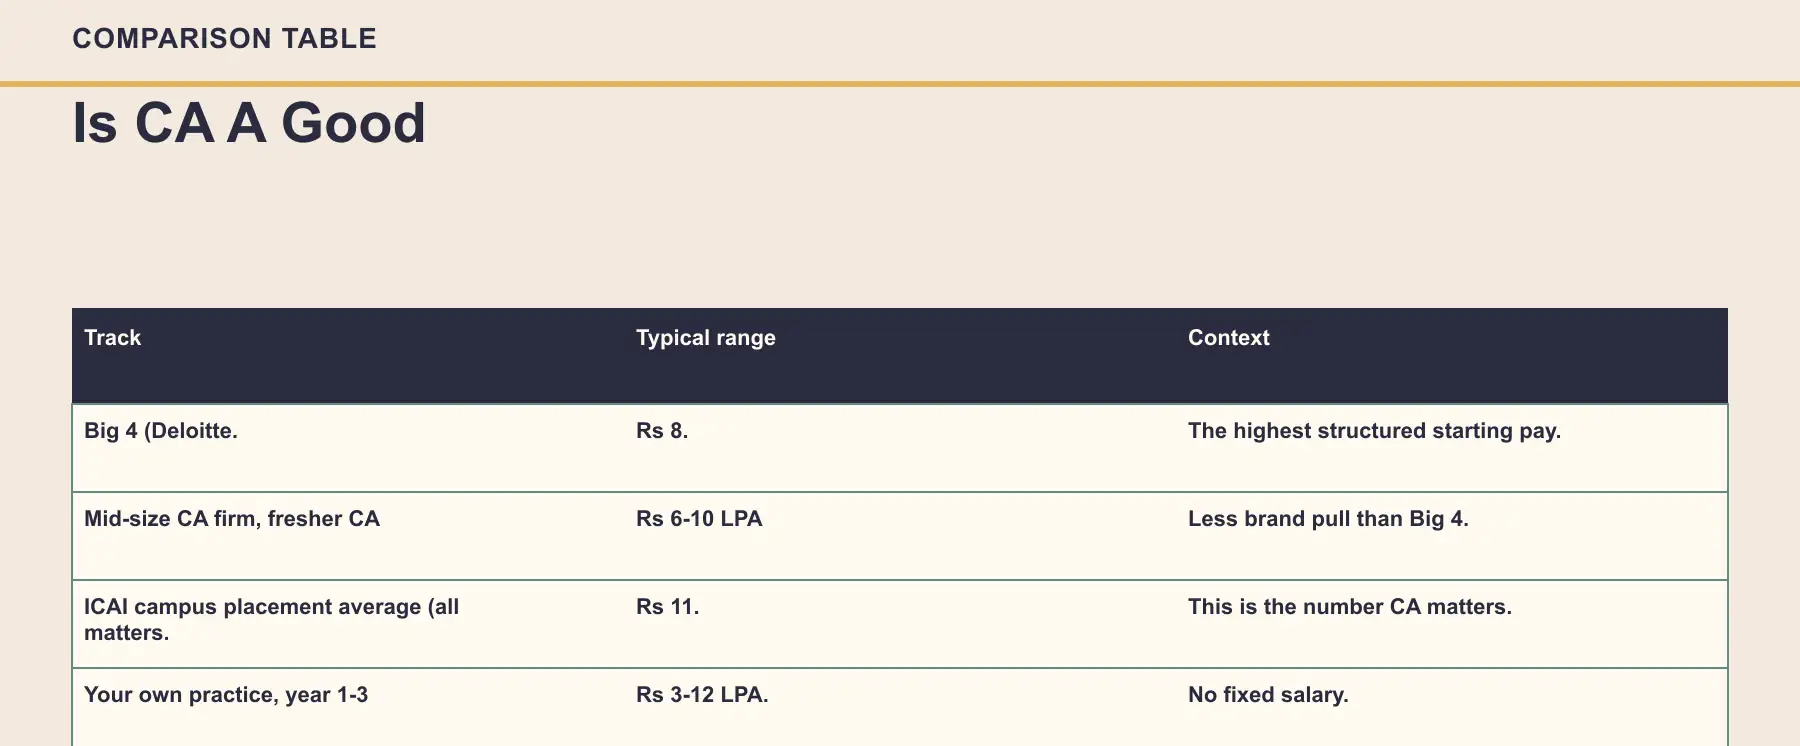 COMPARISON TABLE
Is CA A Good
Track Typical range Context
Big 4 (Deloitte. Rs 8. The highest structured starting pay.
Mid-size CA firm, fresher CA Rs 6-10 LPA Less brand pull than Big 4.
ICAI campus placement average (all
matters. Rs 11. This is the number CA matters.
Your own practice, year 1-3 Rs 3-12 LPA. No fixed salary.